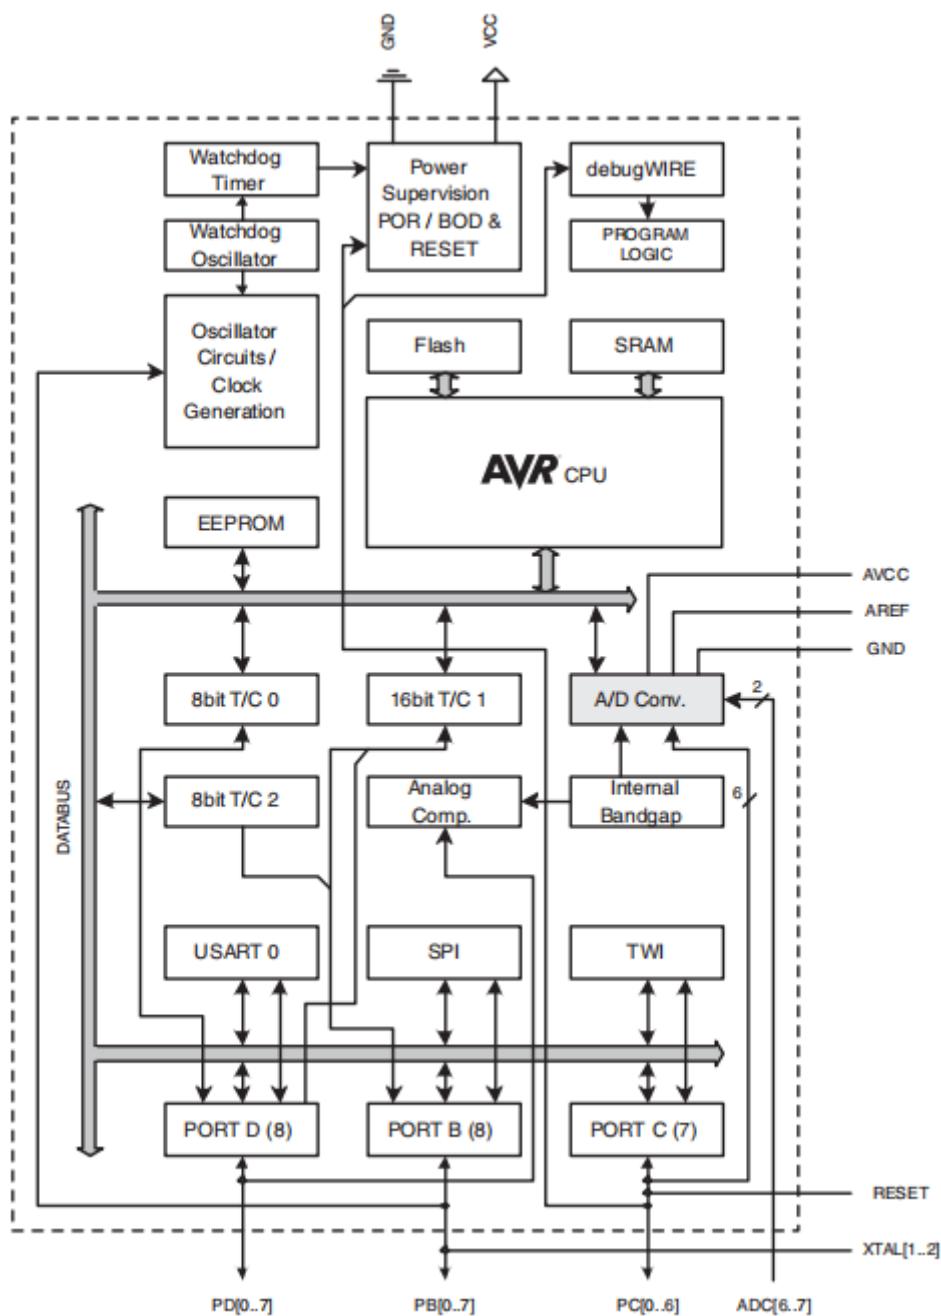 GND
VCC
Watchdog
Timer
Power
Supervision
POR / BOD &
RESET
debugWIRE
Watchdog
Oscillator
PROGRAM
LOGIC
Oscillator
Circuits /
Clock
Generation
Flash
SRAM
AVR CPU
EEPROM
AVCC
AREF
GND
8bit T/C 0
16bit T/C 1
A/D Conv.
2
DATABUS
8bit T/C 2
Analog
Comp.
Internal
Bandgap
6
USART 0
SPI
TWI
PORT D (8)
PORT B (8)
PORT C (7)
RESET
XTAL[1..2]
PD[0..7]
PB[0..7]
PC[0..6]
ADC[6..7]